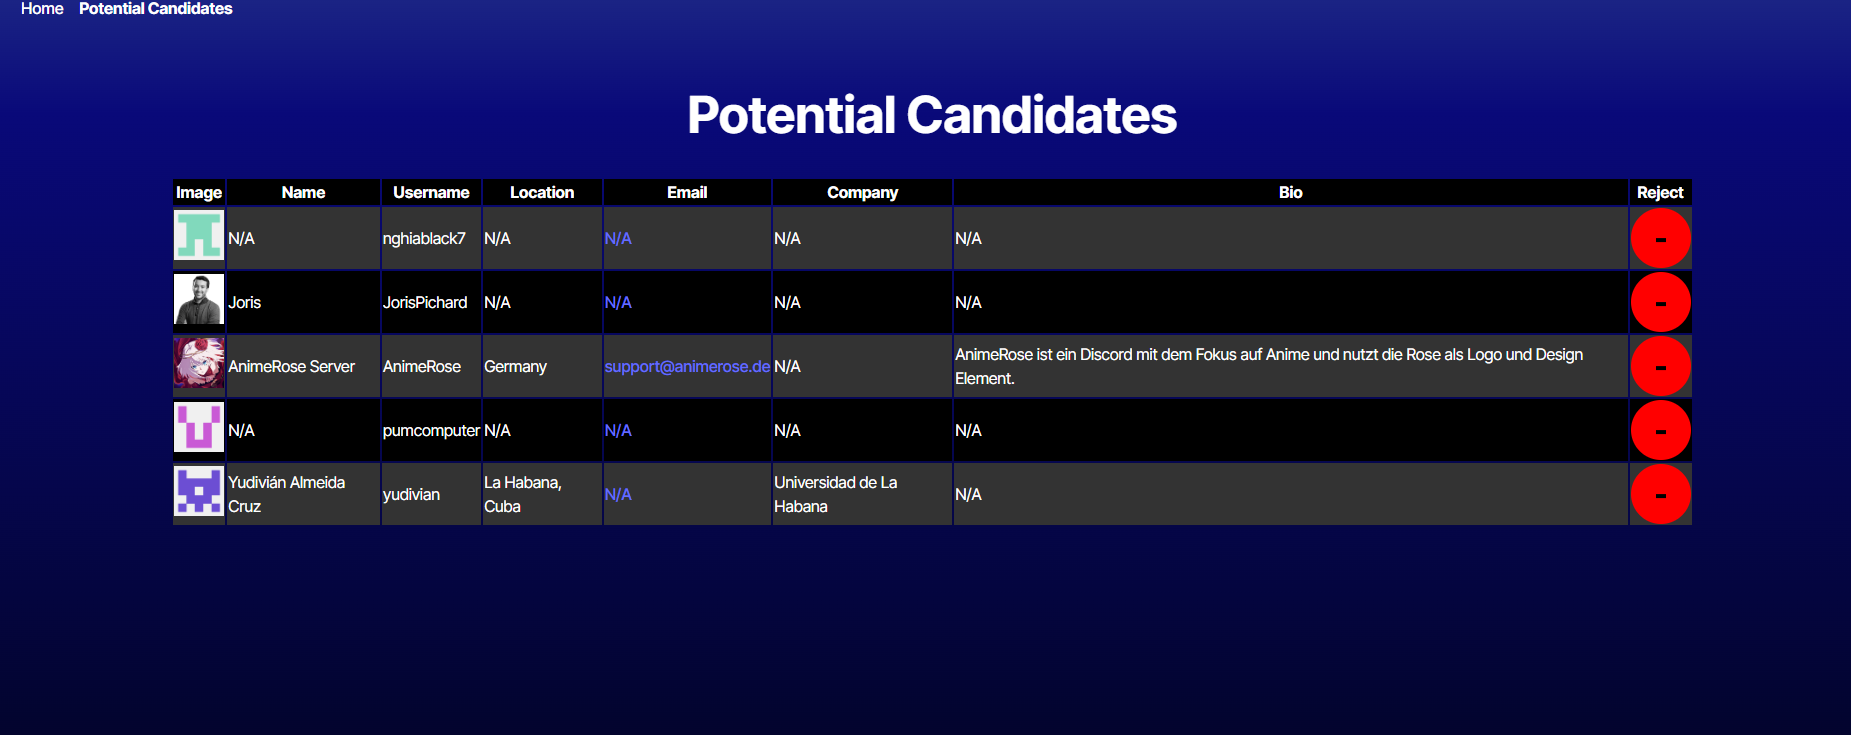 Home Potential Candidates
Potential Candidates
Image Name Username Location Email Company Bio Reject
N/A nghiablack7 N/A N/A N/A N/A -
Joris JorisPichard N/A N/A N/A N/A -
AnimeRose Server AnimeRose Germany support@animerose.de N/A AnimeRose ist ein Discord mit dem Fokus auf Anime und nutzt die Rose als Logo und Design
Element. -
N/A pumcomputer N/A N/A N/A N/A -
Yudivián Almeida
Cruz yudivian La Habana,
Cuba N/A Universidad de La
Habana N/A -